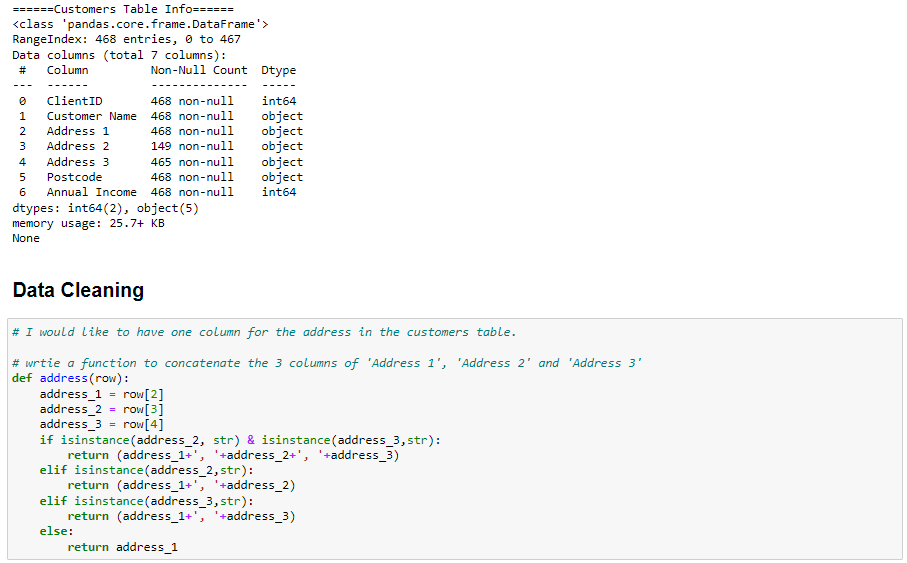 ======Customers Table Info======
<class 'pandas.core.frame.DataFrame'>
RangeIndex: 468 entries, 0 to 467
Data columns (total 7 columns):
 #   Column         Non-Null Count  Dtype
---  ------         --------------  -----
 0   ClientID       468 non-null    int64
 1   Customer Name  468 non-null    object
 2   Address 1      468 non-null    object
 3   Address 2      149 non-null    object
 4   Address 3      465 non-null    object
 5   Postcode       468 non-null    object
 6   Annual Income  468 non-null    int64
dtypes: int64(2), object(5)
memory usage: 25.7+ KB
None
Data Cleaning
# I would like to have one column for the address in the customers table.
# wrtie a function to concatenate the 3 columns of 'Address 1', 'Address 2' and 'Address 3'
def address(row):
    address_1 = row[2]
    address_2 = row[3]
    address_3 = row[4]
    if isinstance(address_2, str) & isinstance(address_3,str):
        return (address_1+', '+address_2+', '+address_3)
    elif isinstance(address_2,str):
        return (address_1+', '+address_2)
    elif isinstance(address_3,str):
        return (address_1+', '+address_3)
    else:
        return address_1